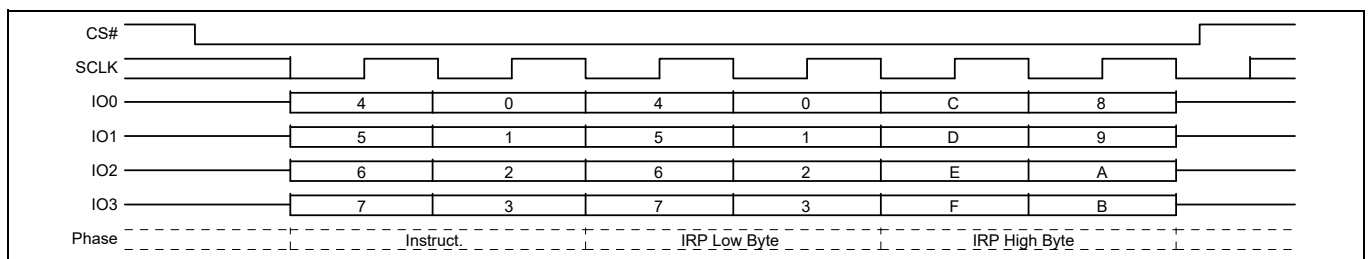 CS#
SCLK
IO0 4 0 4 0 C 8
IO1 5 1 5 1 D 9
IO2 6 2 6 2 E A
IO3 7 3 7 3 F B
Phase Instruct. IRP Low Byte IRP High Byte